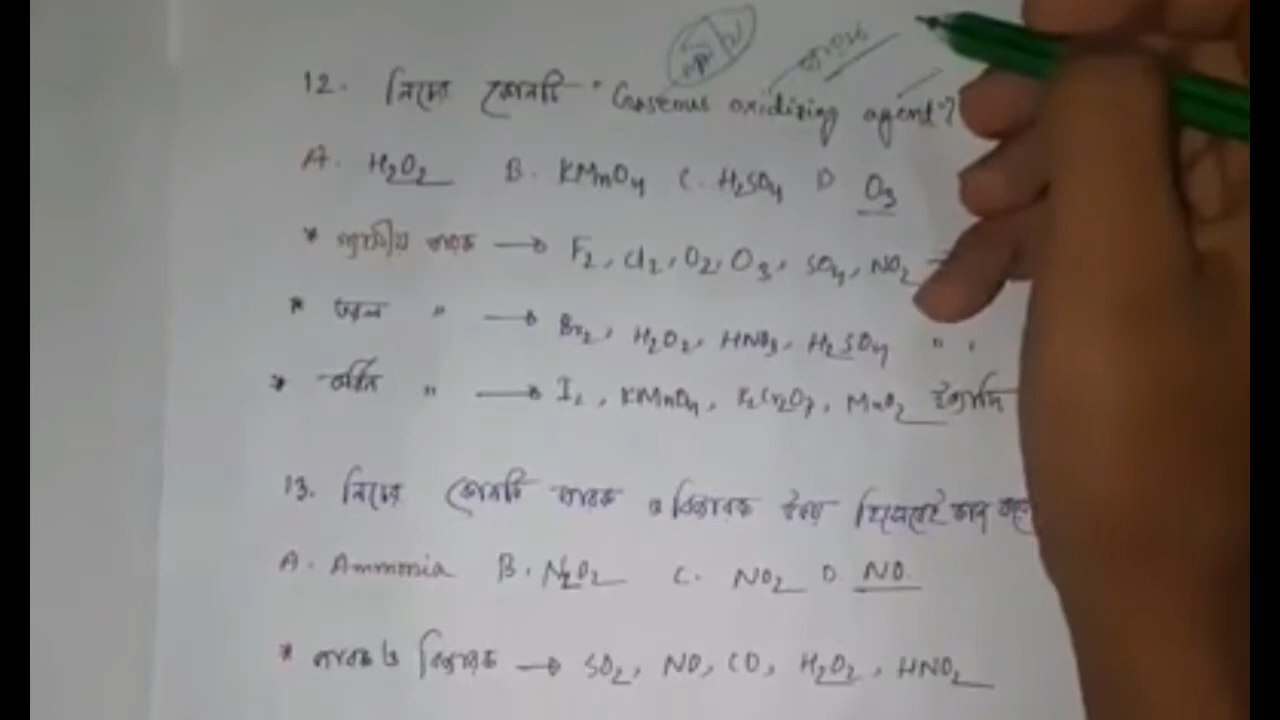 জারক
12. নিচের কোনটি "Gaseous oxidizing agent"?
A. H₂O₂ B. KMnO₄ C. H₂SO₄ D O₃
* গ্যাসীয় জারক → F₂, Cl₂, O₂, O₃, SO₄, NO₂
* তরল " → Br₂, H₂O₂, HNO₃, H₂SO₄ " ,
* কঠিন " → I₂, KMnO₄, K₂Cr₂O₇, MnO₂ ইত্যাদি
13. নিচের কোনটি জারক ও বিজারক উভয় হিসেবেই কাজ করে
A. Ammonia B. N₂O₂ C. NO₂ D. NO.
* জারক ও বিজারক → SO₂, NO, CO, H₂O₂, HNO₂